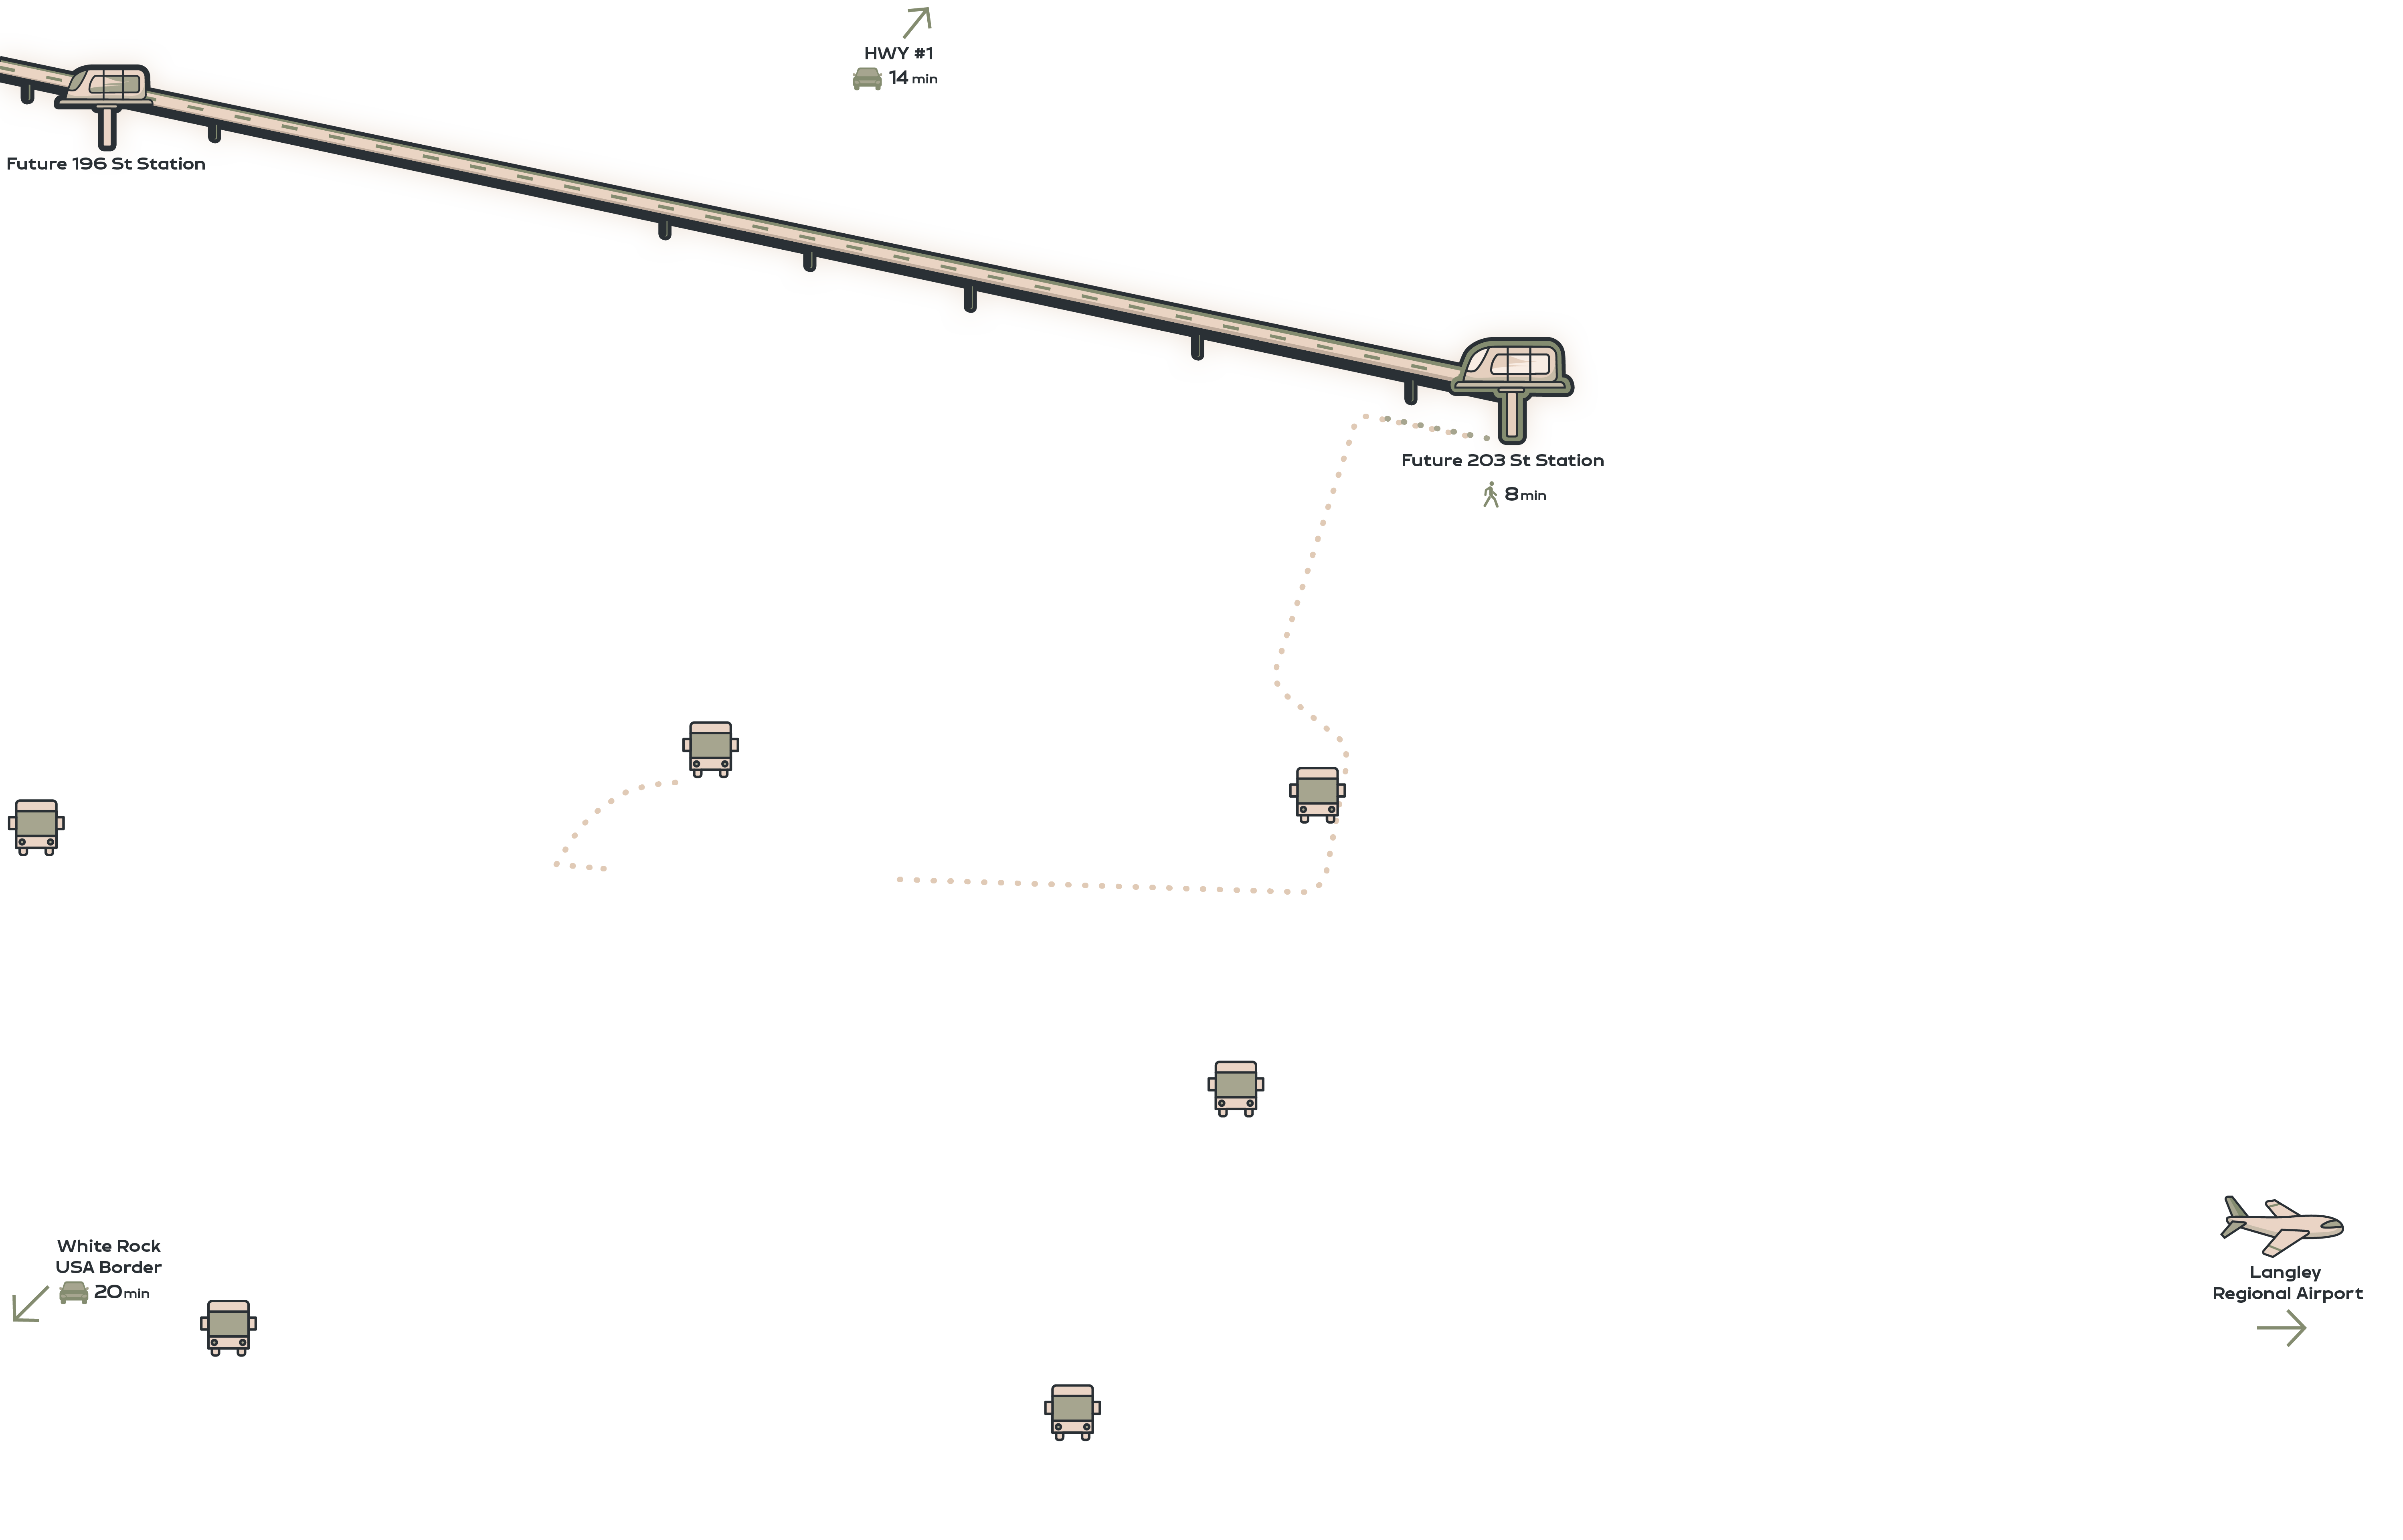 HWY #1
14 min
Future 196 St Station
Future 203 St Station
8 min
White Rock
USA Border
20 min
Langley
Regional Airport